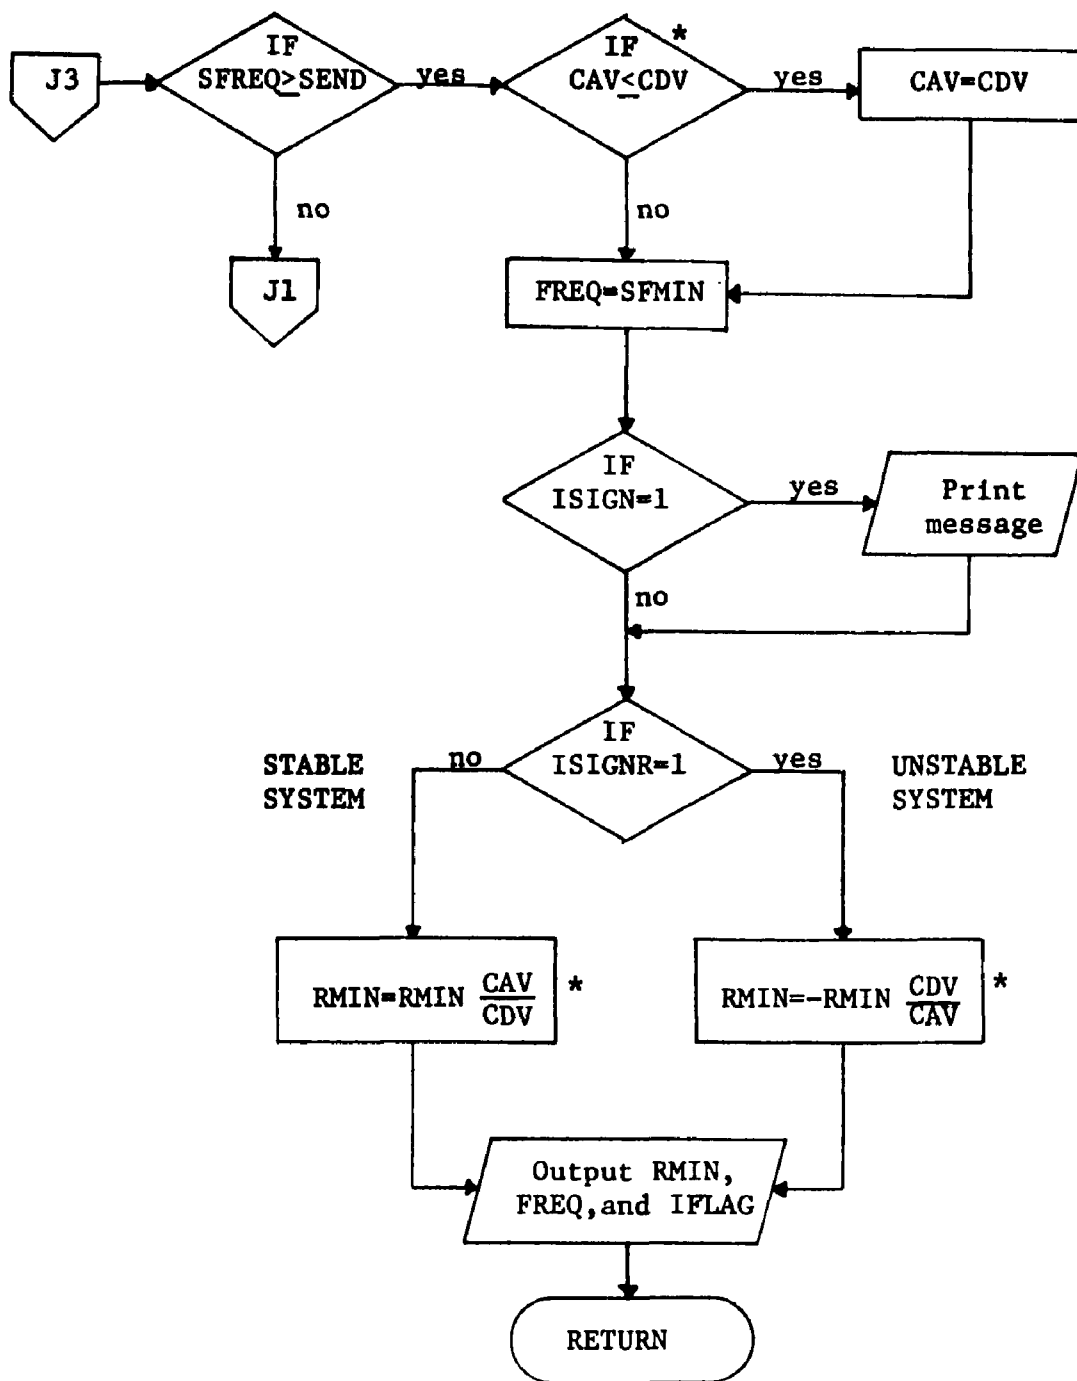 J3
IF
SFREQ≥SEND
yes
IF *
CAV≤CDV
yes
CAV=CDV
no
no
J1
FREQ=SFMIN
IF
ISIGN=1
yes
Print
message
no
IF
ISIGNR=1
no
yes
STABLE
SYSTEM
UNSTABLE
SYSTEM
RMIN=RMIN CAV/CDV *
RMIN=-RMIN CDV/CAV *
Output RMIN,
FREQ,and IFLAG
RETURN